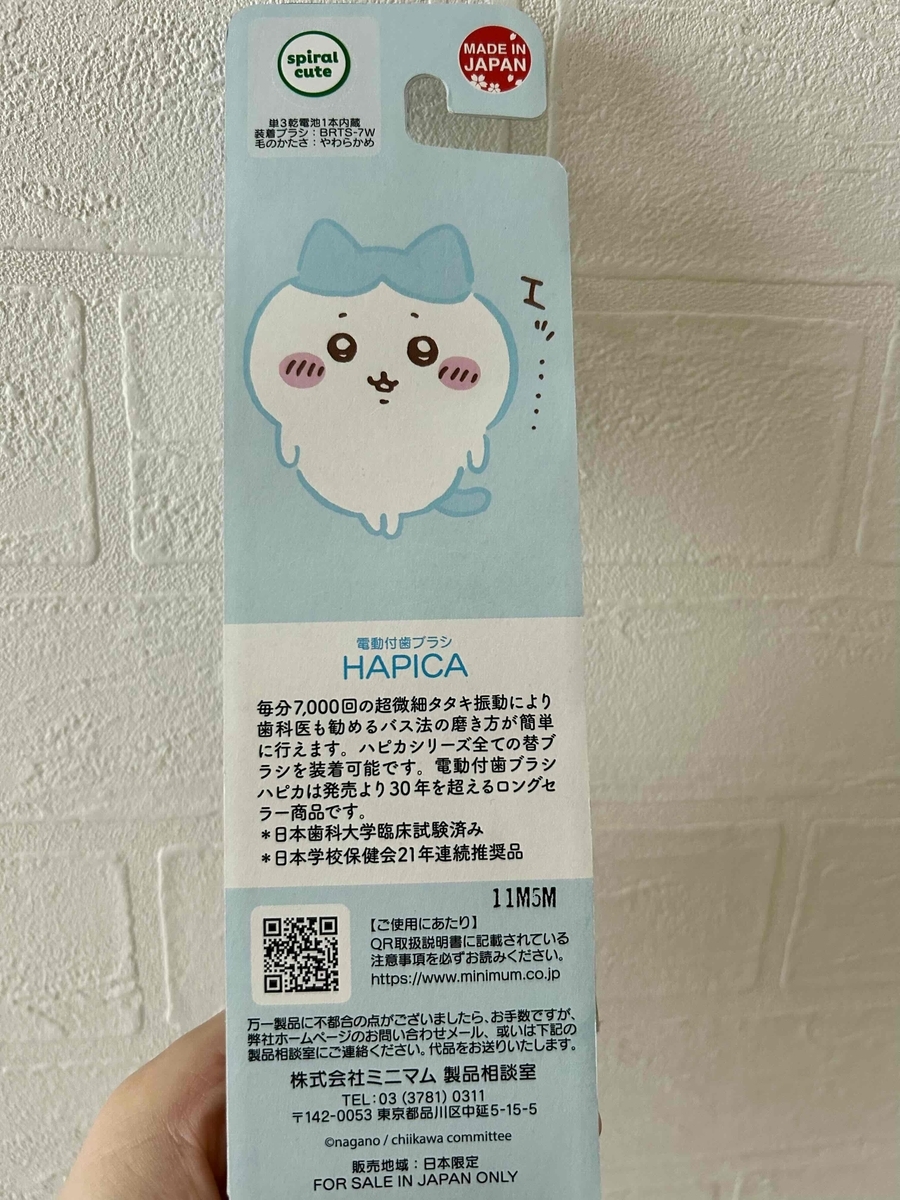 spiral
cute
MADE IN
JAPAN
単3乾電池1本内蔵
装着ブラシ：BRTS-7W
毛のかたさ：やわらかめ
エッ……
電動付歯ブラシ
HAPICA
毎分7,000回の超微細タタキ振動により
歯科医も勧めるバス法の磨き方が簡単
に行えます。ハピカシリーズ全ての替ブ
ラシを装着可能です。電動付歯ブラシ
ハピカは発売より30年を超えるロングセ
ラー商品です。
＊日本歯科大学臨床試験済み
＊日本学校保健会21年連続推奨品
11M5M
【ご使用にあたり】
QR取扱説明書に記載されている
注意事項を必ずお読みください。
https://www.minimum.co.jp
万一製品に不都合の点がございましたら、お手数ですが、
弊社ホームページのお問い合わせメール、或いは下記の
製品相談室にご連絡ください。代品をお送りいたします。
株式会社ミニマム 製品相談室
TEL:03 (3781) 0311
〒142-0053 東京都品川区中延5-15-5
©nagano / chiikawa committee
販売地域：日本限定
FOR SALE IN JAPAN ONLY